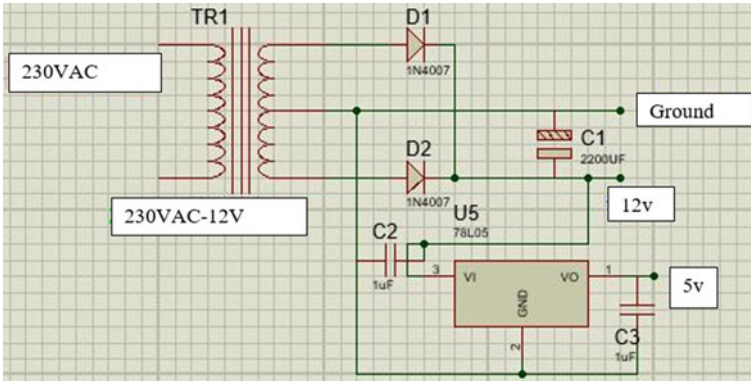 TR1
D1
230VAC
1N4007
Ground
C1
2200UF
D2
1N4007
230VAC-12V
12v
U5
78L05
C2
1uF
3
VI
VO
1
5v
GND
2
C3
1uF